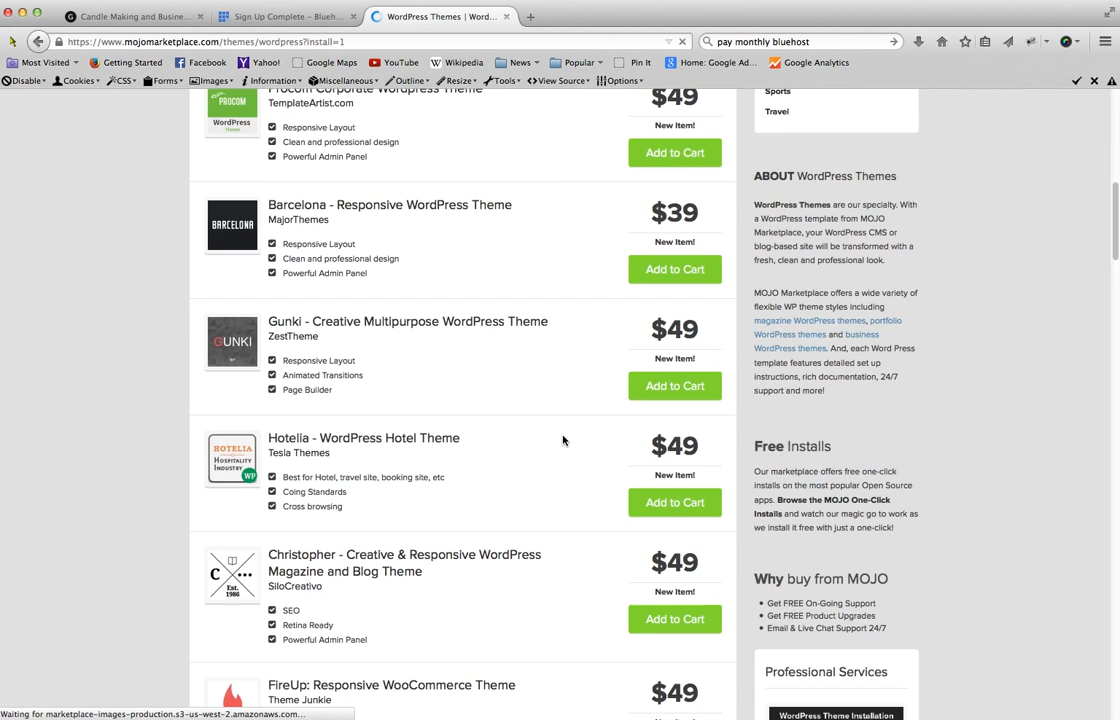 Candle Making and Busine...
Sign Up Complete – Blueh...
WordPress Themes | Word...
https://www.mojomarketplace.com/themes/wordpress?install=1
pay monthly bluehost
Most Visited
Getting Started
Facebook
Yahoo!
Google Maps
YouTube
Wikipedia
News
Popular
Pin It
Home: Google Ad...
Google Analytics
Disable
Cookies
CSS
Forms
Images
Information
Miscellaneous
Outline
Resize
Tools
View Source
Options
PROCOM
WordPress
Theme
Procom Corporate Wordpress Theme
TemplateArtist.com
Responsive Layout
Clean and professional design
Powerful Admin Panel
$49
New Item!
Add to Cart
BARCELONA
Barcelona - Responsive WordPress Theme
MajorThemes
Responsive Layout
Clean and professional design
Powerful Admin Panel
$39
New Item!
Add to Cart
GUNKI
Gunki - Creative Multipurpose WordPress Theme
ZestTheme
Responsive Layout
Animated Transitions
Page Builder
$49
New Item!
Add to Cart
HOTELIA
HOSPITALITY
INDUSTRY
WP
Hotelia - WordPress Hotel Theme
Tesla Themes
Best for Hotel, travel site, booking site, etc
Coing Standards
Cross browsing
$49
New Item!
Add to Cart
C
Est.
1986
Christopher - Creative & Responsive WordPress
Magazine and Blog Theme
SiloCreativo
SEO
Retina Ready
Powerful Admin Panel
$49
New Item!
Add to Cart
FireUp: Responsive WooCommerce Theme
Theme Junkie
$49
Sports
Travel
ABOUT WordPress Themes
WordPress Themes are our specialty. With
a WordPress template from MOJO
Marketplace, your WordPress CMS or
blog-based site will be transformed with a
fresh, clean and professional look.
MOJO Marketplace offers a wide variety of
flexible WP theme styles including
magazine WordPress themes, portfolio
WordPress themes and business
WordPress themes. And, each Word Press
template features detailed set up
instructions, rich documentation, 24/7
support and more!
Free Installs
Our marketplace offers free one-click
installs on the most popular Open Source
apps. Browse the MOJO One-Click
Installs and watch our magic go to work as
we install it free with just a one-click!
Why buy from MOJO
Get FREE On-Going Support
Get FREE Product Upgrades
Email & Live Chat Support 24/7
Professional Services
WordPress Theme Installation
Waiting for marketplace-images-production.s3-us-west-2.amazonaws.com...